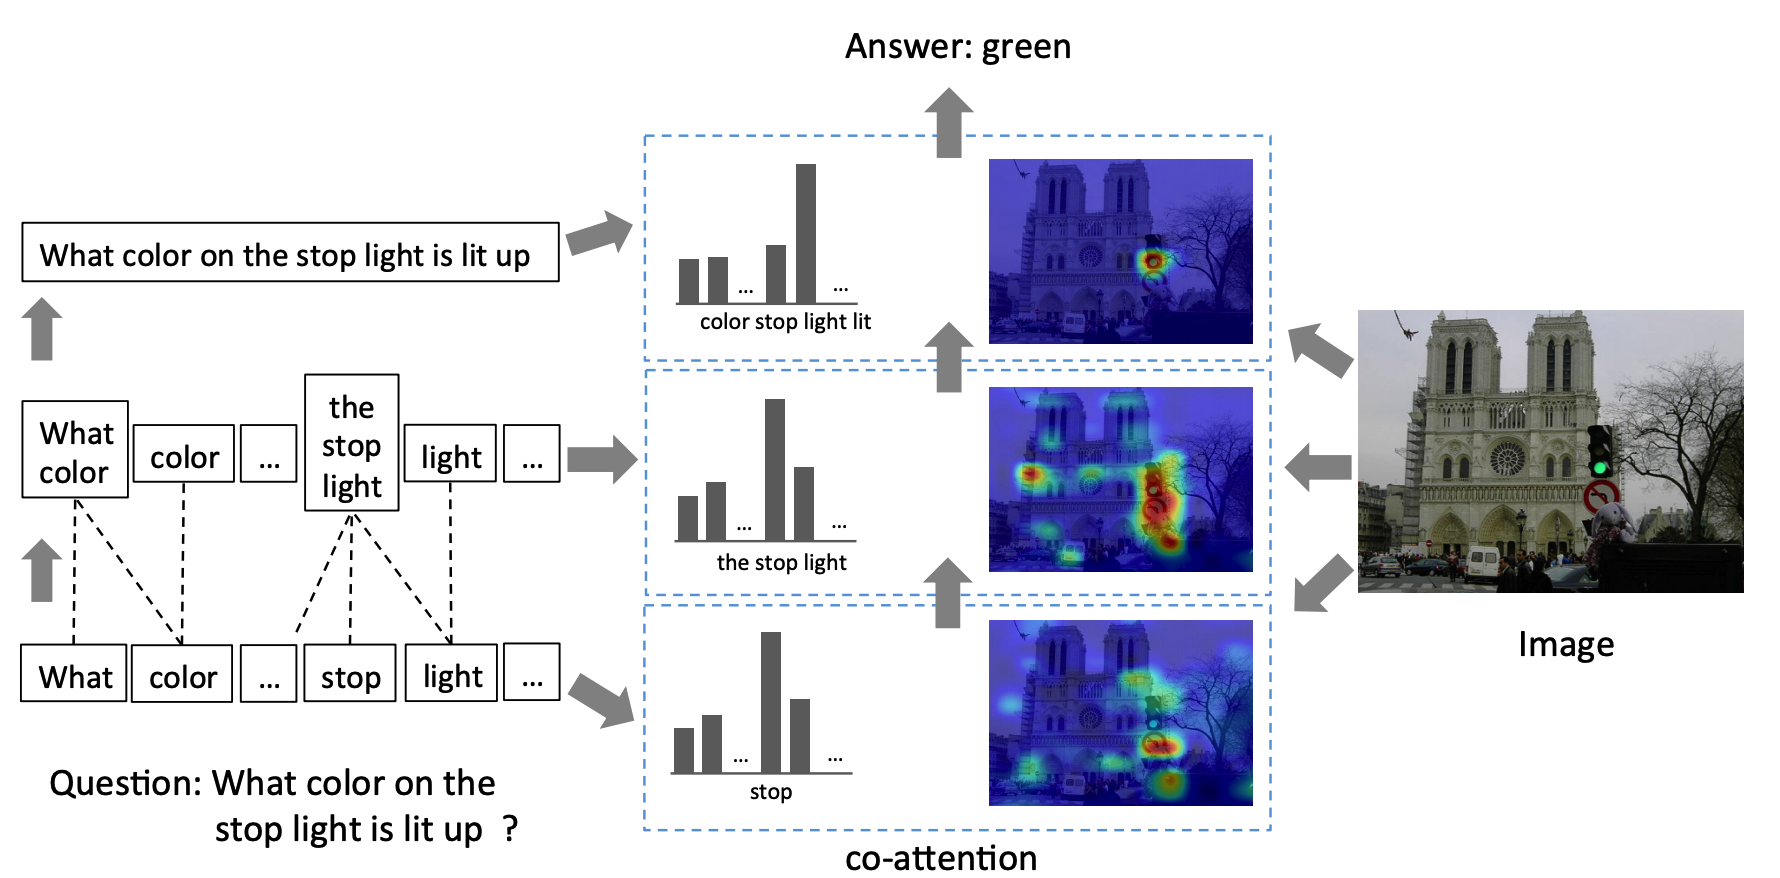 Answer: green
What color on the stop light is lit up
...
...
color stop light lit
What
color
color
...
the
stop
light
light
...
...
...
the stop light
What
color
...
stop
light
...
...
...
stop
Image
Question: What color on the
stop light is lit up ?
co-attention